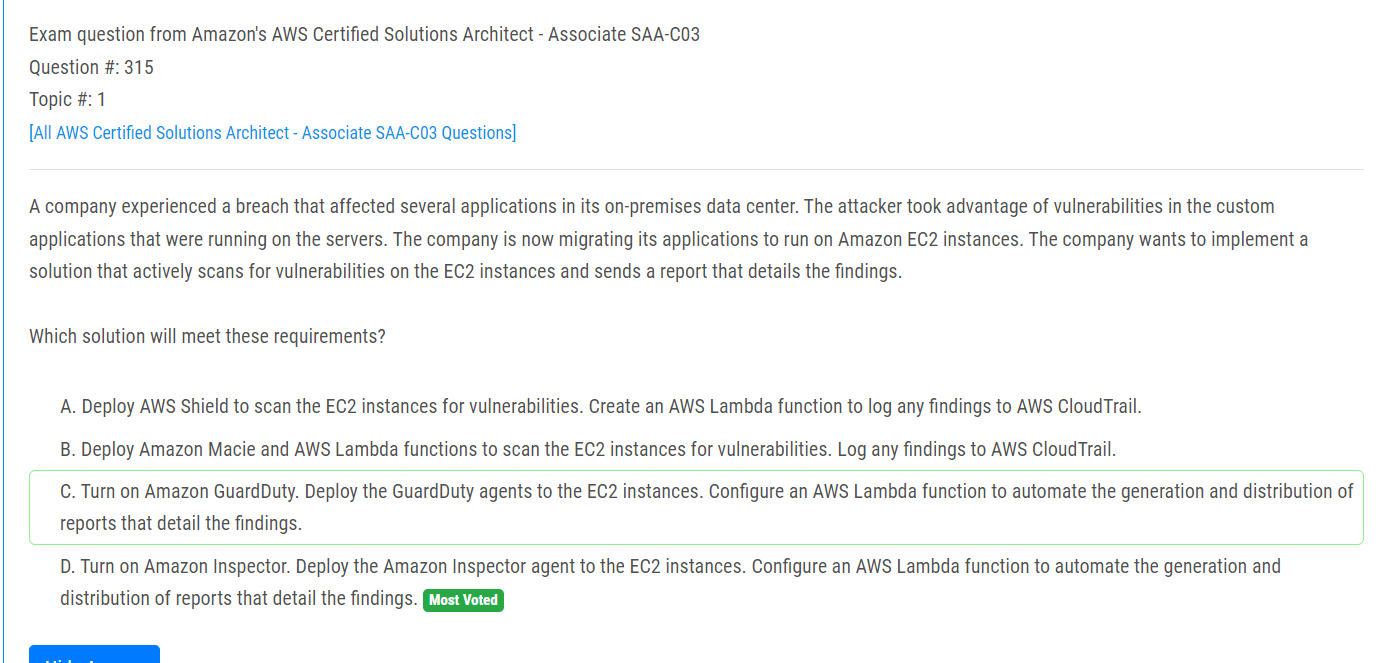 Exam question from Amazon's AWS Certified Solutions Architect - Associate SAA-C03
Question #: 315
Topic #: 1
[All AWS Certified Solutions Architect - Associate SAA-C03 Questions]
A company experienced a breach that affected several applications in its on-premises data center. The attacker took advantage of vulnerabilities in the custom
applications that were running on the servers. The company is now migrating its applications to run on Amazon EC2 instances. The company wants to implement a
solution that actively scans for vulnerabilities on the EC2 instances and sends a report that details the findings.
Which solution will meet these requirements?
A. Deploy AWS Shield to scan the EC2 instances for vulnerabilities. Create an AWS Lambda function to log any findings to AWS CloudTrail.
B. Deploy Amazon Macie and AWS Lambda functions to scan the EC2 instances for vulnerabilities. Log any findings to AWS CloudTrail.
C. Turn on Amazon GuardDuty. Deploy the GuardDuty agents to the EC2 instances. Configure an AWS Lambda function to automate the generation and distribution of
reports that detail the findings.
D. Turn on Amazon Inspector. Deploy the Amazon Inspector agent to the EC2 instances. Configure an AWS Lambda function to automate the generation and
distribution of reports that detail the findings. Most Voted